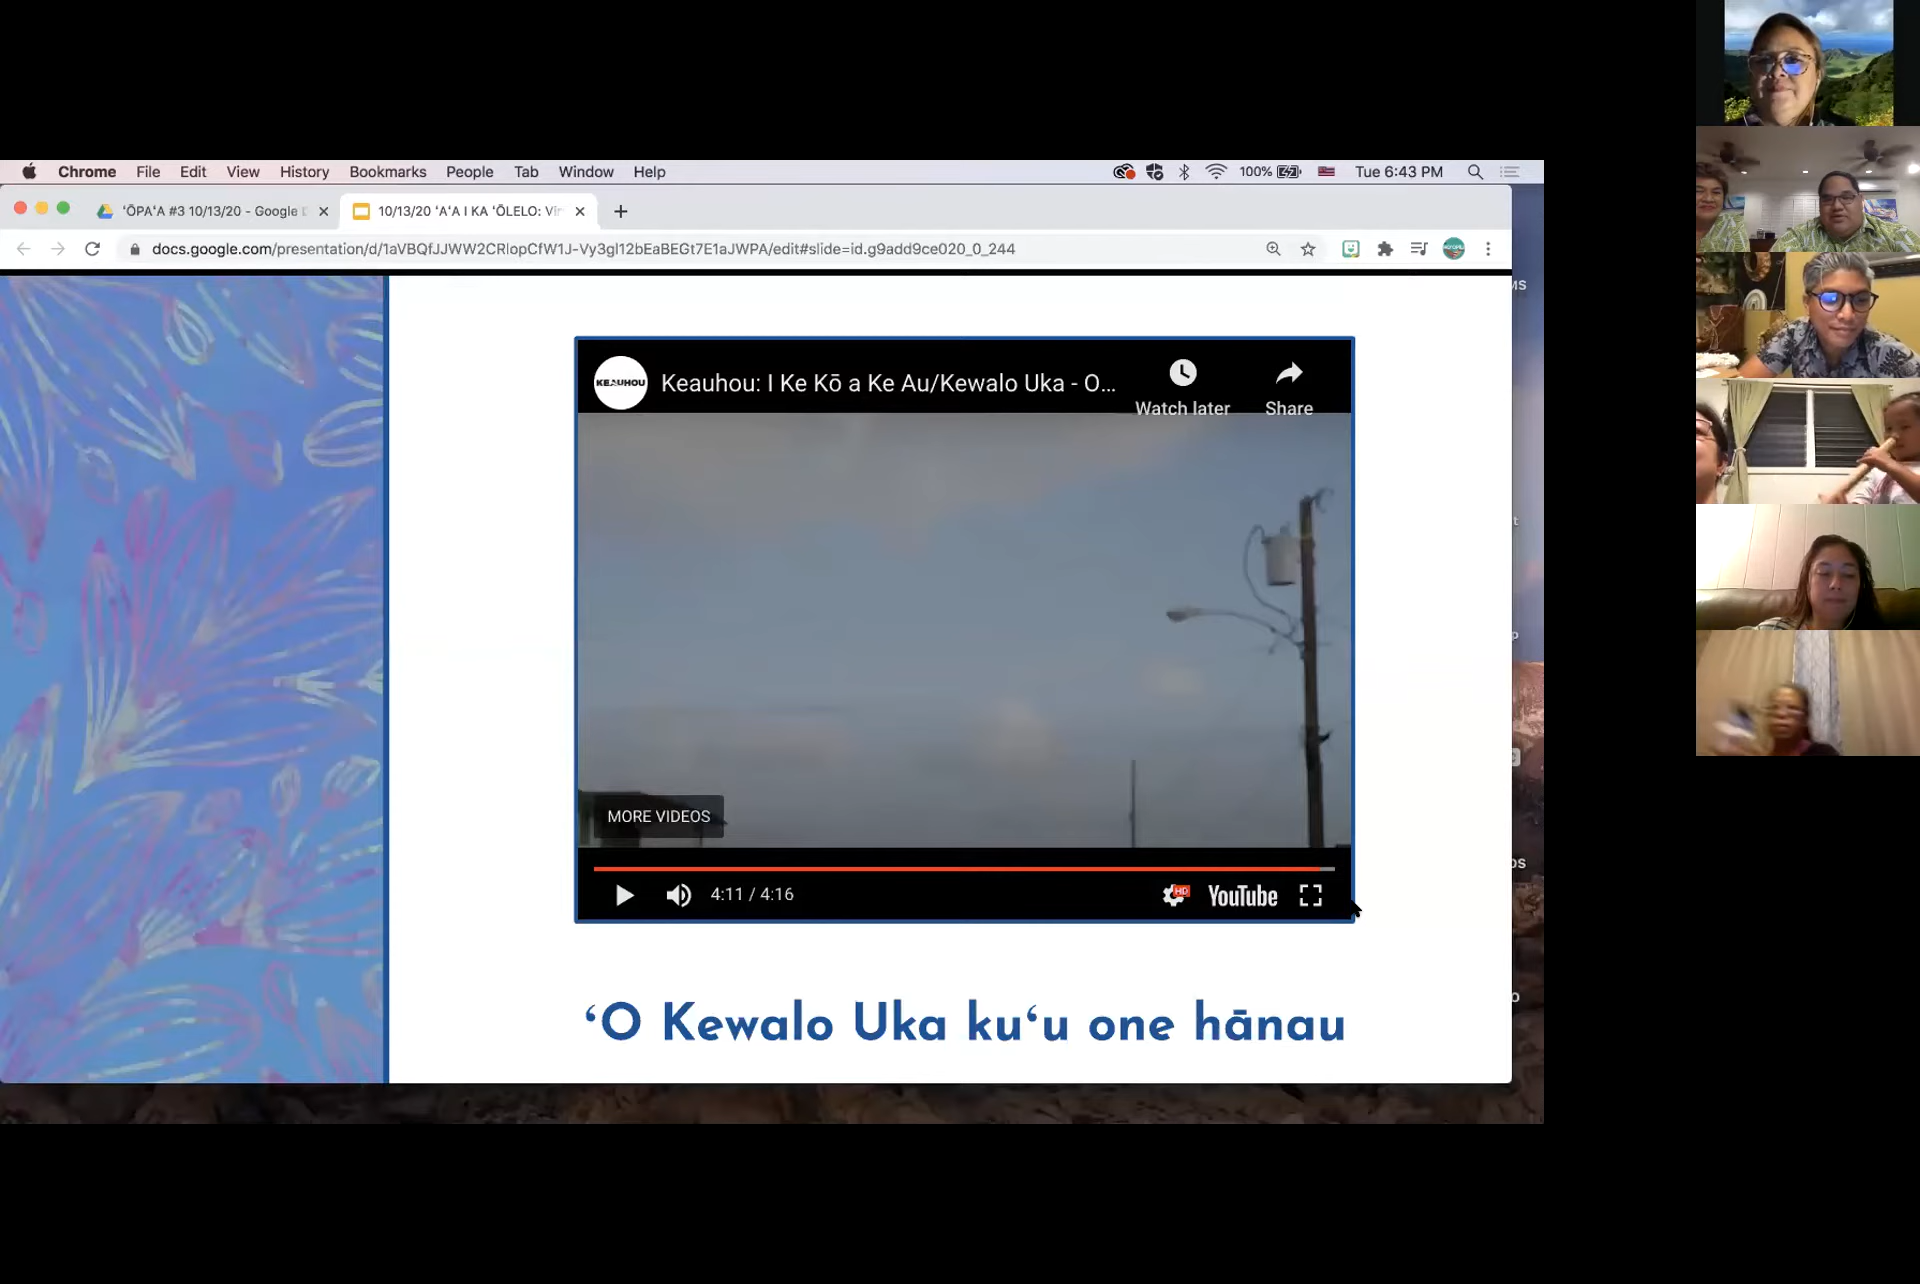 Chrome File Edit View History Bookmarks People Tab Window Help 100% Tue 6:43 PM
ʻŌPAʻA #3 10/13/20 - Google 10/13/20 ʻAʻA I KA ʻŌLELO:
docs.google.com/presentation/d/1aVBQfJJWW2CRlopCfW1J-Vy3gl12bEaBEGt7E1aJWPA/edit#slide=id.g9add9ce020_0_244
KEAUHOU
Keauhou: I Ke Kō a Ke Au/Kewalo Uka - O...
Watch later Share
MORE VIDEOS
4:11 / 4:16 HD YouTube
ʻO Kewalo Uka kuʻu one hānau